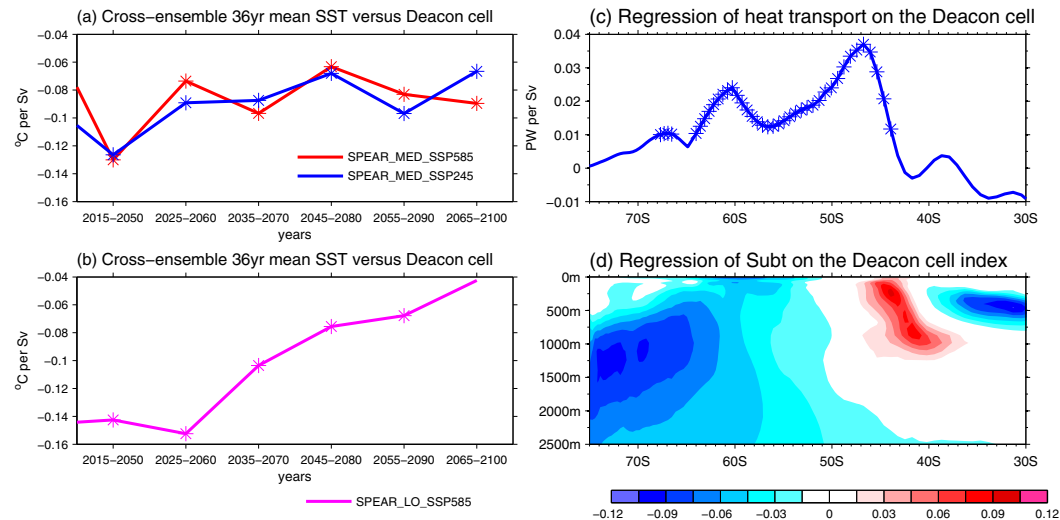 (a) Cross-ensemble 36yr mean SST versus Deacon cell
−0.04
−0.06
−0.08
−0.1
−0.12
−0.14
−0.16
°C per Sv
SPEAR_MED_SSP585
SPEAR_MED_SSP245
2015−2050 2025−2060 2035−2070 2045−2080 2055−2090 2065−2100
years
(c) Regression of heat transport on the Deacon cell
0.04
0.03
0.02
0.01
0
−0.01
PW per Sv
70S 60S 50S 40S 30S
(b) Cross-ensemble 36yr mean SST versus Deacon cell
−0.04
−0.06
−0.08
−0.1
−0.12
−0.14
−0.16
°C per Sv
2015−2050 2025−2060 2035−2070 2045−2080 2055−2090 2065−2100
years
SPEAR_LO_SSP585
(d) Regression of Subt on the Deacon cell index
0m
500m
1000m
1500m
2000m
2500m
70S 60S 50S 40S 30S
−0.12 −0.09 −0.06 −0.03 0 0.03 0.06 0.09 0.12